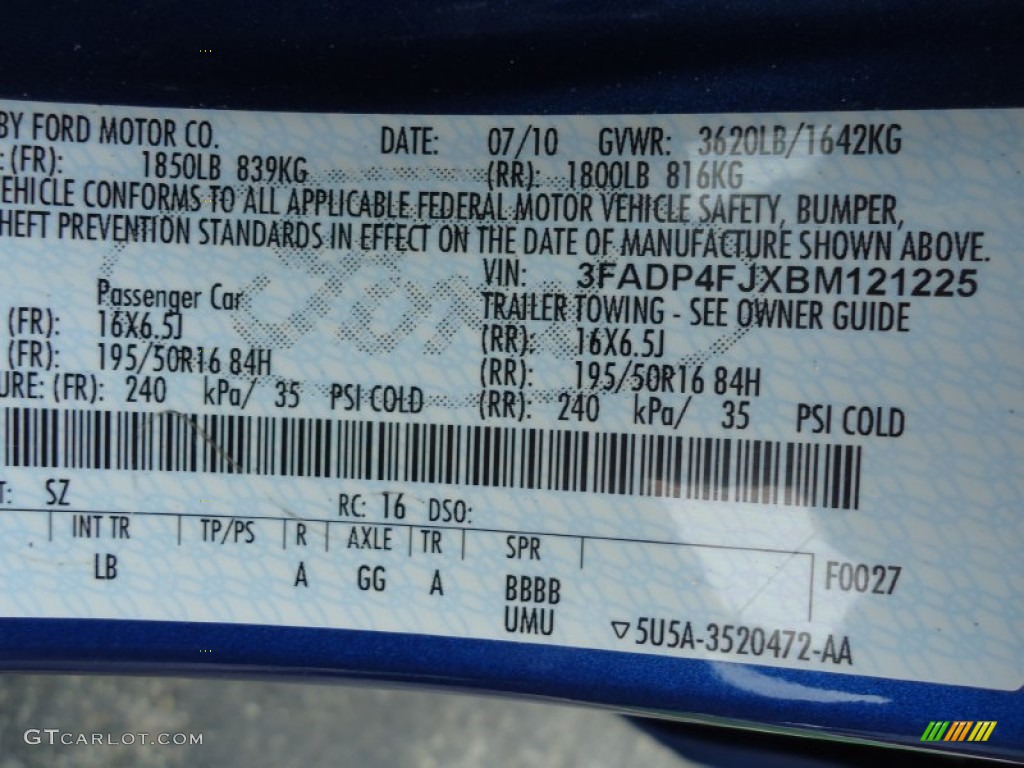 BY FORD MOTOR CO. DATE: 07/10 GVWR: 3620LB/1642KG
: (FR): 1850LB 839KG (RR): 1800LB 816KG
EHICLE CONFORMS TO ALL APPLICABLE FEDERAL MOTOR VEHICLE SAFETY, BUMPER,
HEFT PREVENTION STANDARDS IN EFFECT ON THE DATE OF MANUFACTURE SHOWN ABOVE.
VIN: 3FADP4FJXBM121225
Passenger Car TRAILER TOWING - SEE OWNER GUIDE
(FR): 16X6.5J (RR): 16X6.5J
(FR): 195/50R16 84H (RR): 195/50R16 84H
URE: (FR): 240 kPa/ 35 PSI COLD (RR): 240 kPa/ 35 PSI COLD
T: SZ RC: 16 DSO:
INT TR TP/PS R AXLE TR SPR
LB A GG A BBBB F0027
UMU ▽5U5A-3520472-AA
Ford
GTCARLOT.COM